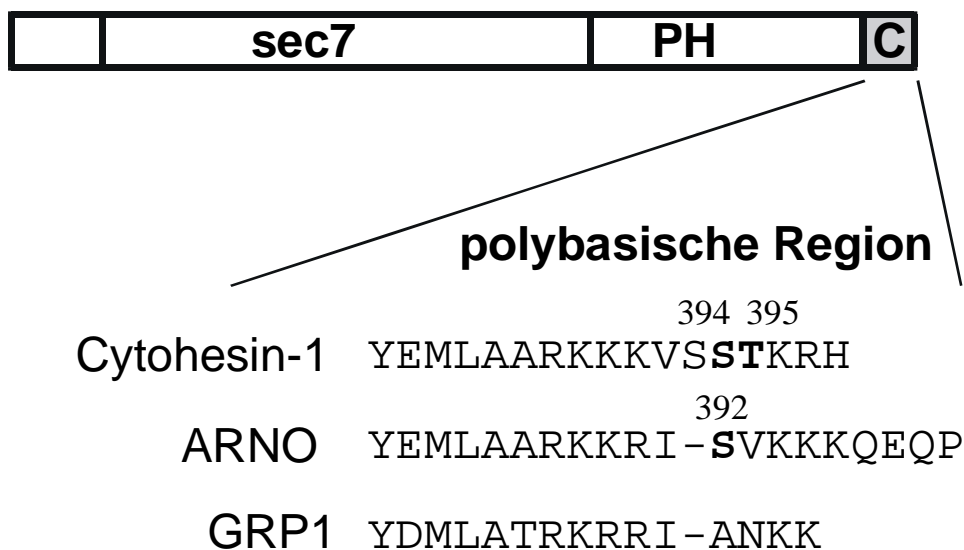 sec7 PH C
polybasische Region
394 395
Cytohesin-1 YEMLAARKKKVSSTKRH
392
ARNO YEMLAARKKRI-SVKKKQEQP
GRP1 YDMLATRKRRI-ANKK